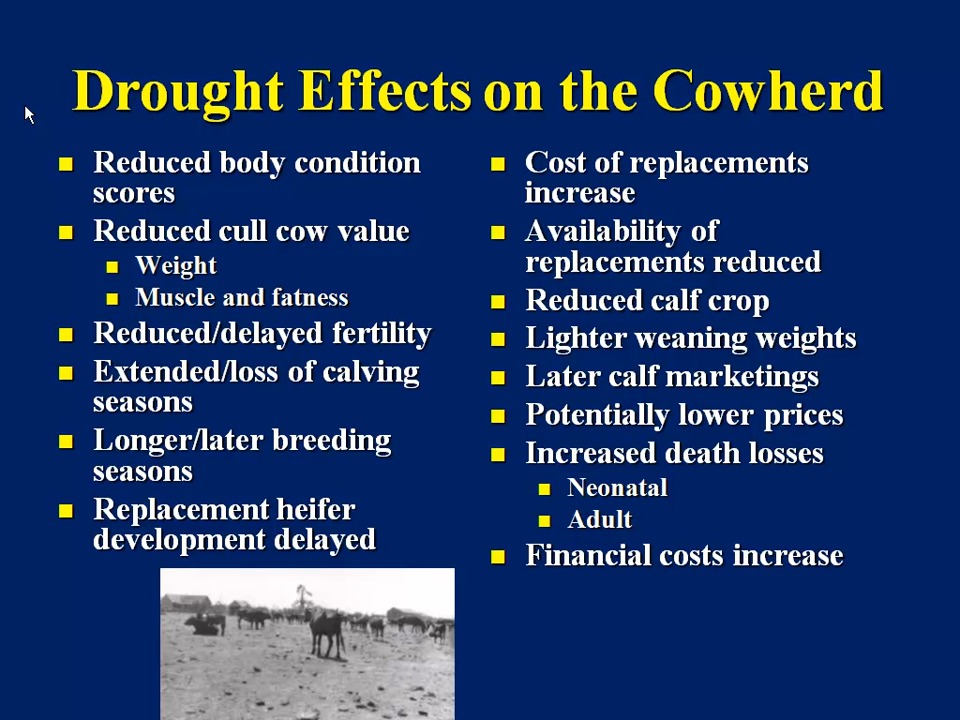 Drought Effects on the Cowherd
Reduced body condition
scores
Reduced cull cow value
Weight
Muscle and fatness
Reduced/delayed fertility
Extended/loss of calving
seasons
Longer/later breeding
seasons
Replacement heifer
development delayed
Cost of replacements
increase
Availability of
replacements reduced
Reduced calf crop
Lighter weaning weights
Later calf marketings
Potentially lower prices
Increased death losses
Neonatal
Adult
Financial costs increase